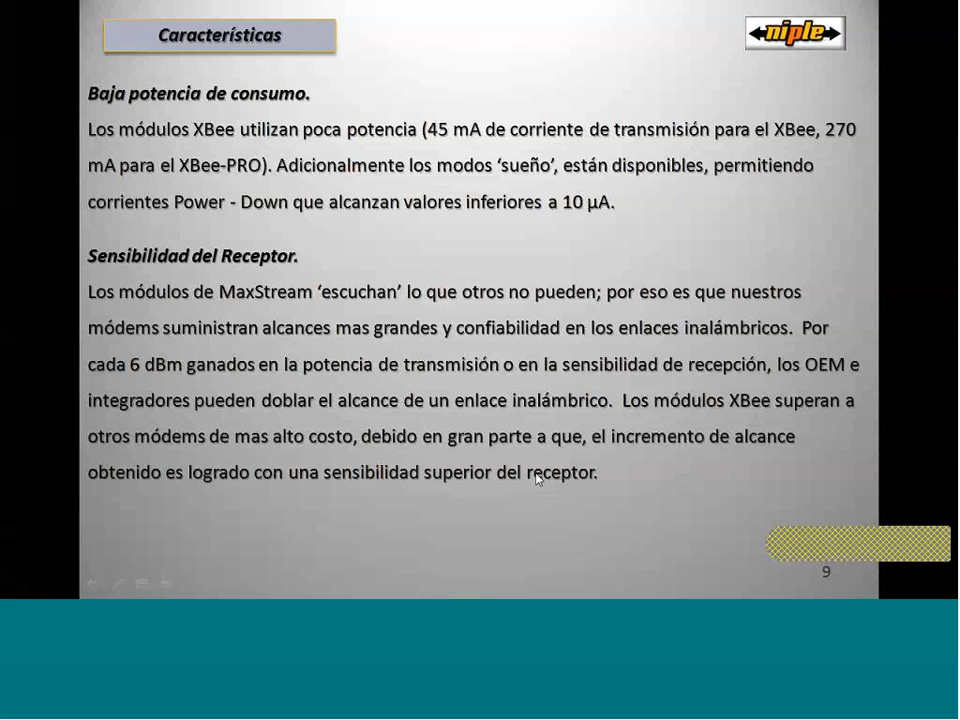 Características
niple
Baja potencia de consumo.
Los módulos XBee utilizan poca potencia (45 mA de corriente de transmisión para el XBee, 270
mA para el XBee-PRO). Adicionalmente los modos ‘sueño’, están disponibles, permitiendo
corrientes Power - Down que alcanzan valores inferiores a 10 µA.
Sensibilidad del Receptor.
Los módulos de MaxStream ‘escuchan’ lo que otros no pueden; por eso es que nuestros
módems suministran alcances mas grandes y confiabilidad en los enlaces inalámbricos.  Por
cada 6 dBm ganados en la potencia de transmisión o en la sensibilidad de recepción, los OEM e
integradores pueden doblar el alcance de un enlace inalámbrico.  Los módulos XBee superan a
otros módems de mas alto costo, debido en gran parte a que, el incremento de alcance
obtenido es logrado con una sensibilidad superior del receptor.
9